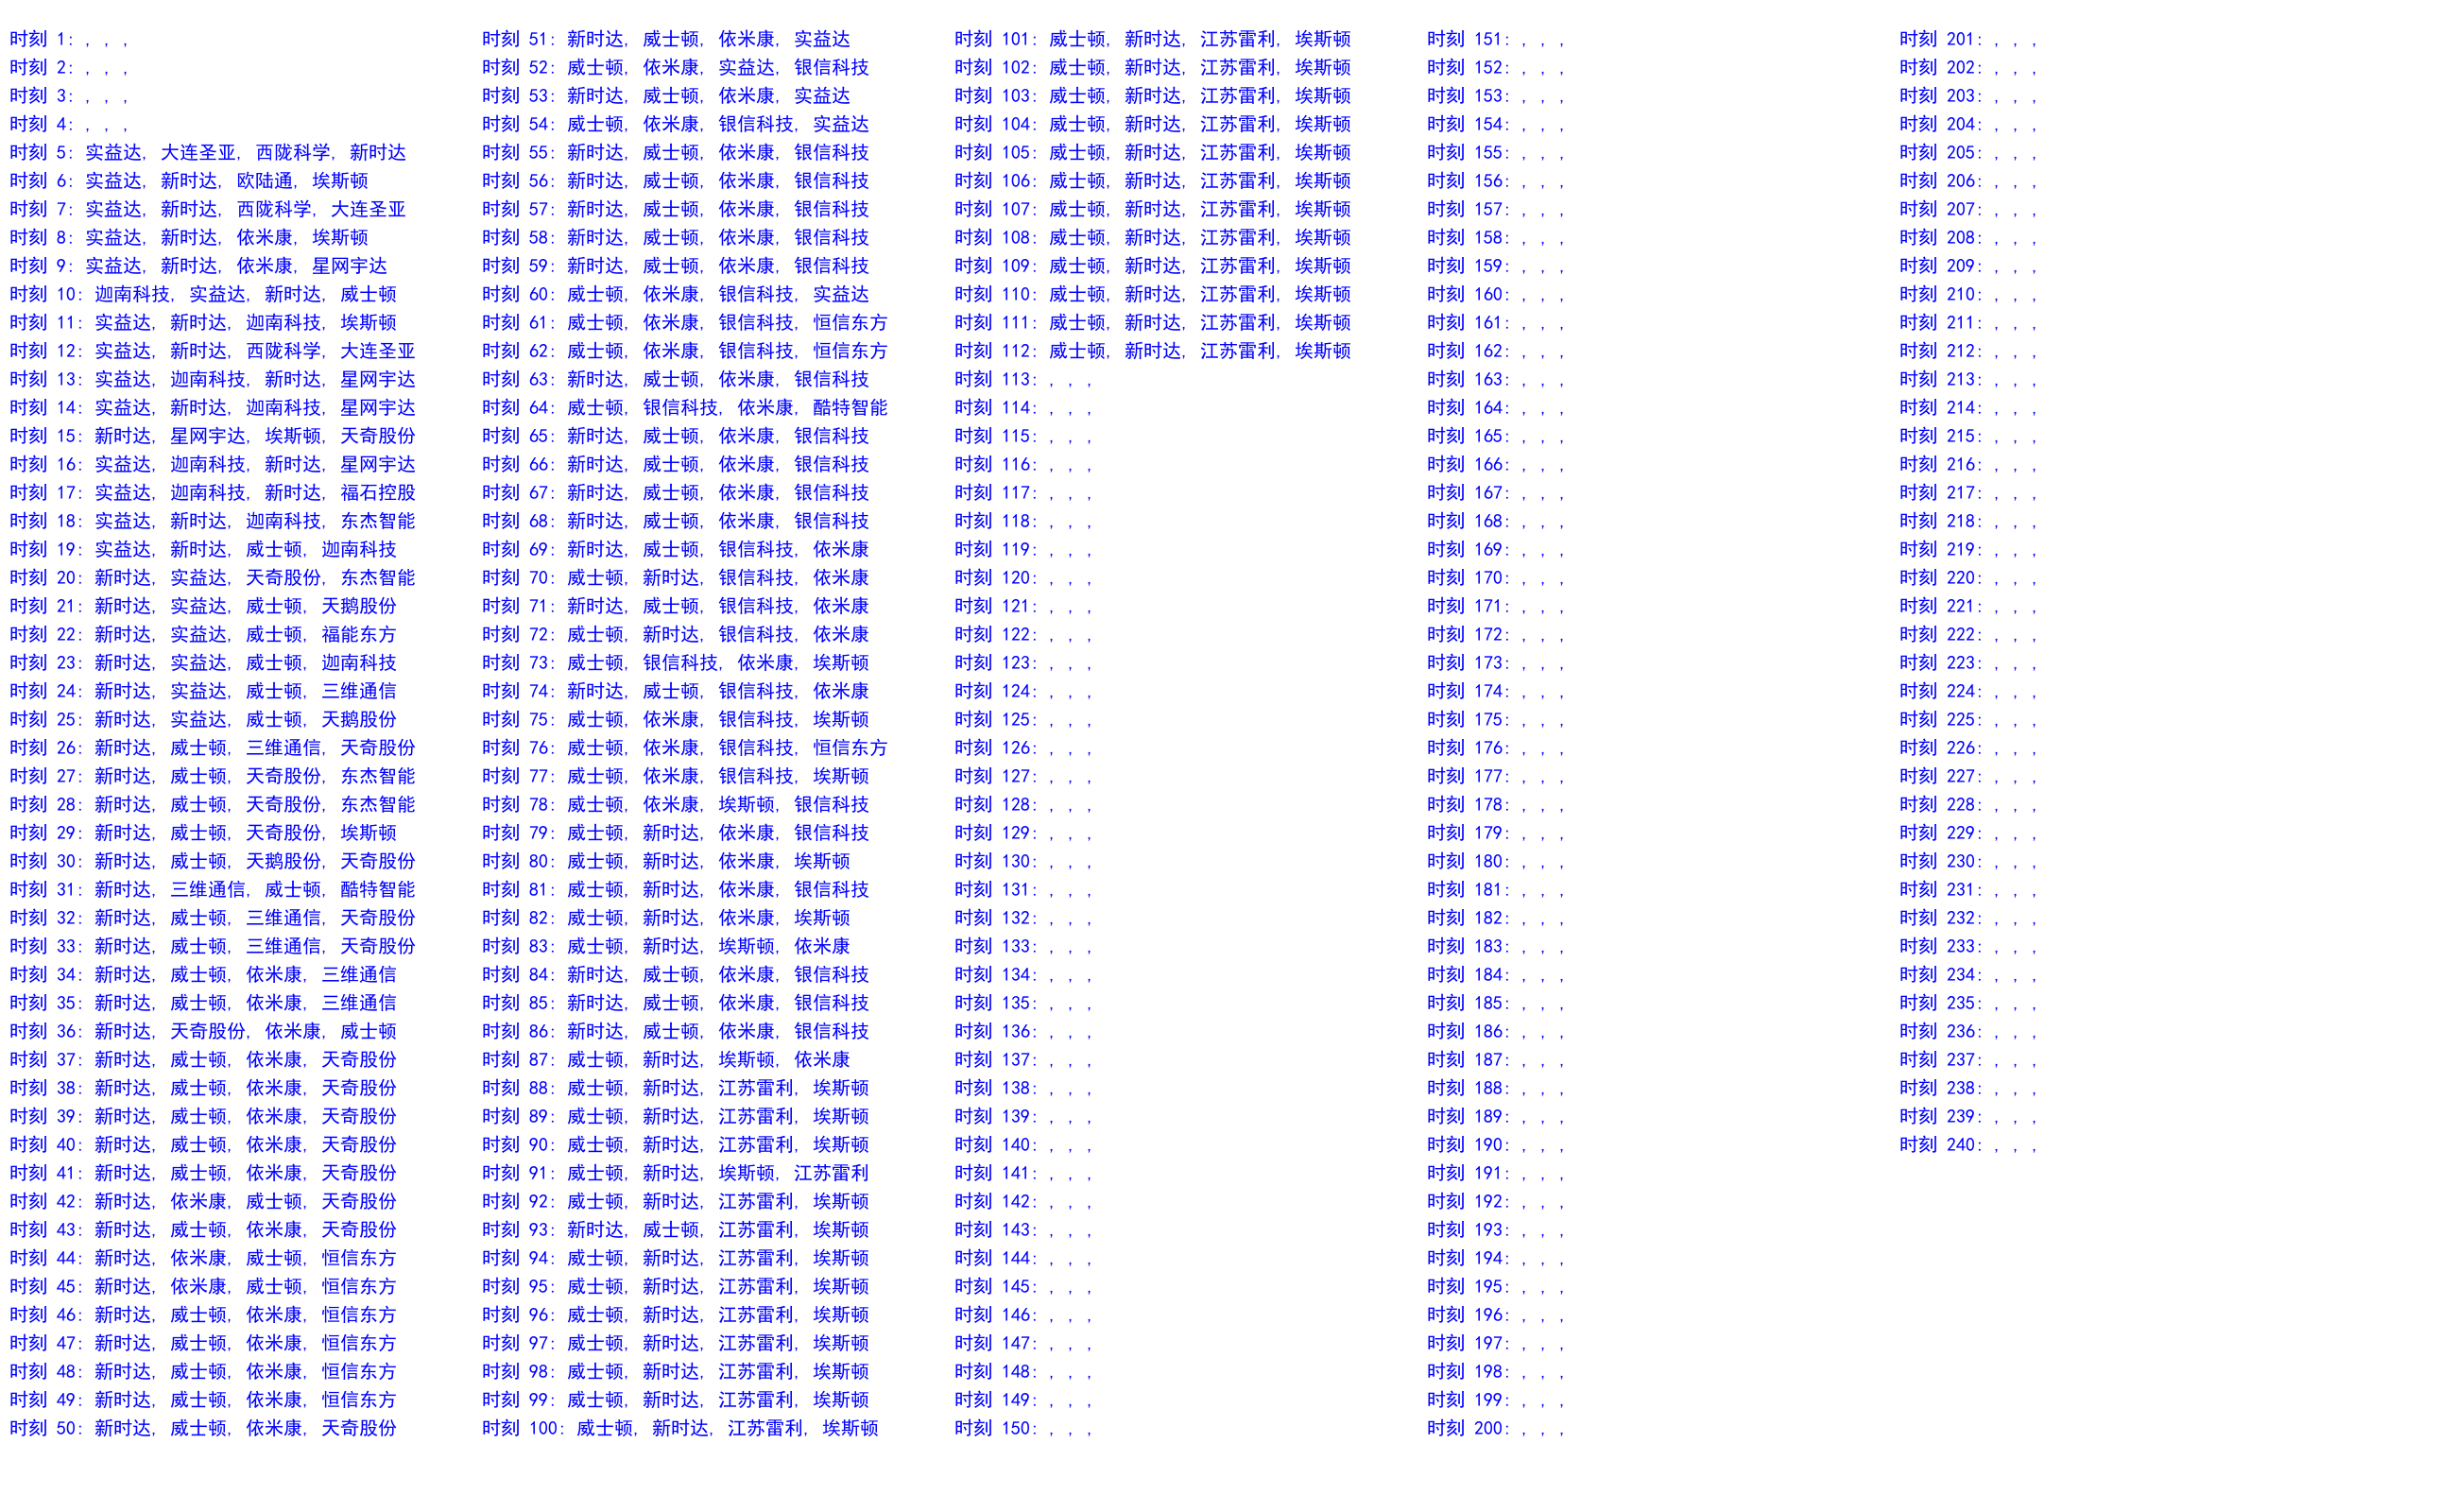 时刻 1: , , ,
时刻 2: , , ,
时刻 3: , , ,
时刻 4: , , ,
时刻 5: 实益达, 大连圣亚, 西陇科学, 新时达
时刻 6: 实益达, 新时达, 欧陆通, 埃斯顿
时刻 7: 实益达, 新时达, 西陇科学, 大连圣亚
时刻 8: 实益达, 新时达, 依米康, 埃斯顿
时刻 9: 实益达, 新时达, 依米康, 星网宇达
时刻 10: 迦南科技, 实益达, 新时达, 威士顿
时刻 11: 实益达, 新时达, 迦南科技, 埃斯顿
时刻 12: 实益达, 新时达, 西陇科学, 大连圣亚
时刻 13: 实益达, 迦南科技, 新时达, 星网宇达
时刻 14: 实益达, 新时达, 迦南科技, 星网宇达
时刻 15: 新时达, 星网宇达, 埃斯顿, 天奇股份
时刻 16: 实益达, 迦南科技, 新时达, 星网宇达
时刻 17: 实益达, 迦南科技, 新时达, 福石控股
时刻 18: 实益达, 新时达, 迦南科技, 东杰智能
时刻 19: 实益达, 新时达, 威士顿, 迦南科技
时刻 20: 新时达, 实益达, 天奇股份, 东杰智能
时刻 21: 新时达, 实益达, 威士顿, 天鹅股份
时刻 22: 新时达, 实益达, 威士顿, 福能东方
时刻 23: 新时达, 实益达, 威士顿, 迦南科技
时刻 24: 新时达, 实益达, 威士顿, 三维通信
时刻 25: 新时达, 实益达, 威士顿, 天鹅股份
时刻 26: 新时达, 威士顿, 三维通信, 天奇股份
时刻 27: 新时达, 威士顿, 天奇股份, 东杰智能
时刻 28: 新时达, 威士顿, 天奇股份, 东杰智能
时刻 29: 新时达, 威士顿, 天奇股份, 埃斯顿
时刻 30: 新时达, 威士顿, 天鹅股份, 天奇股份
时刻 31: 新时达, 三维通信, 威士顿, 酷特智能
时刻 32: 新时达, 威士顿, 三维通信, 天奇股份
时刻 33: 新时达, 威士顿, 三维通信, 天奇股份
时刻 34: 新时达, 威士顿, 依米康, 三维通信
时刻 35: 新时达, 威士顿, 依米康, 三维通信
时刻 36: 新时达, 天奇股份, 依米康, 威士顿
时刻 37: 新时达, 威士顿, 依米康, 天奇股份
时刻 38: 新时达, 威士顿, 依米康, 天奇股份
时刻 39: 新时达, 威士顿, 依米康, 天奇股份
时刻 40: 新时达, 威士顿, 依米康, 天奇股份
时刻 41: 新时达, 威士顿, 依米康, 天奇股份
时刻 42: 新时达, 依米康, 威士顿, 天奇股份
时刻 43: 新时达, 威士顿, 依米康, 天奇股份
时刻 44: 新时达, 依米康, 威士顿, 恒信东方
时刻 45: 新时达, 依米康, 威士顿, 恒信东方
时刻 46: 新时达, 威士顿, 依米康, 恒信东方
时刻 47: 新时达, 威士顿, 依米康, 恒信东方
时刻 48: 新时达, 威士顿, 依米康, 恒信东方
时刻 49: 新时达, 威士顿, 依米康, 恒信东方
时刻 50: 新时达, 威士顿, 依米康, 天奇股份
时刻 51: 新时达, 威士顿, 依米康, 实益达
时刻 52: 威士顿, 依米康, 实益达, 银信科技
时刻 53: 新时达, 威士顿, 依米康, 实益达
时刻 54: 威士顿, 依米康, 银信科技, 实益达
时刻 55: 新时达, 威士顿, 依米康, 银信科技
时刻 56: 新时达, 威士顿, 依米康, 银信科技
时刻 57: 新时达, 威士顿, 依米康, 银信科技
时刻 58: 新时达, 威士顿, 依米康, 银信科技
时刻 59: 新时达, 威士顿, 依米康, 银信科技
时刻 60: 威士顿, 依米康, 银信科技, 实益达
时刻 61: 威士顿, 依米康, 银信科技, 恒信东方
时刻 62: 威士顿, 依米康, 银信科技, 恒信东方
时刻 63: 新时达, 威士顿, 依米康, 银信科技
时刻 64: 威士顿, 银信科技, 依米康, 酷特智能
时刻 65: 新时达, 威士顿, 依米康, 银信科技
时刻 66: 新时达, 威士顿, 依米康, 银信科技
时刻 67: 新时达, 威士顿, 依米康, 银信科技
时刻 68: 新时达, 威士顿, 依米康, 银信科技
时刻 69: 新时达, 威士顿, 银信科技, 依米康
时刻 70: 威士顿, 新时达, 银信科技, 依米康
时刻 71: 新时达, 威士顿, 银信科技, 依米康
时刻 72: 威士顿, 新时达, 银信科技, 依米康
时刻 73: 威士顿, 银信科技, 依米康, 埃斯顿
时刻 74: 新时达, 威士顿, 银信科技, 依米康
时刻 75: 威士顿, 依米康, 银信科技, 埃斯顿
时刻 76: 威士顿, 依米康, 银信科技, 恒信东方
时刻 77: 威士顿, 依米康, 银信科技, 埃斯顿
时刻 78: 威士顿, 依米康, 埃斯顿, 银信科技
时刻 79: 威士顿, 新时达, 依米康, 银信科技
时刻 80: 威士顿, 新时达, 依米康, 埃斯顿
时刻 81: 威士顿, 新时达, 依米康, 银信科技
时刻 82: 威士顿, 新时达, 依米康, 埃斯顿
时刻 83: 威士顿, 新时达, 埃斯顿, 依米康
时刻 84: 新时达, 威士顿, 依米康, 银信科技
时刻 85: 新时达, 威士顿, 依米康, 银信科技
时刻 86: 新时达, 威士顿, 依米康, 银信科技
时刻 87: 威士顿, 新时达, 埃斯顿, 依米康
时刻 88: 威士顿, 新时达, 江苏雷利, 埃斯顿
时刻 89: 威士顿, 新时达, 江苏雷利, 埃斯顿
时刻 90: 威士顿, 新时达, 江苏雷利, 埃斯顿
时刻 91: 威士顿, 新时达, 埃斯顿, 江苏雷利
时刻 92: 威士顿, 新时达, 江苏雷利, 埃斯顿
时刻 93: 新时达, 威士顿, 江苏雷利, 埃斯顿
时刻 94: 威士顿, 新时达, 江苏雷利, 埃斯顿
时刻 95: 威士顿, 新时达, 江苏雷利, 埃斯顿
时刻 96: 威士顿, 新时达, 江苏雷利, 埃斯顿
时刻 97: 威士顿, 新时达, 江苏雷利, 埃斯顿
时刻 98: 威士顿, 新时达, 江苏雷利, 埃斯顿
时刻 99: 威士顿, 新时达, 江苏雷利, 埃斯顿
时刻 100: 威士顿, 新时达, 江苏雷利, 埃斯顿
时刻 101: 威士顿, 新时达, 江苏雷利, 埃斯顿
时刻 102: 威士顿, 新时达, 江苏雷利, 埃斯顿
时刻 103: 威士顿, 新时达, 江苏雷利, 埃斯顿
时刻 104: 威士顿, 新时达, 江苏雷利, 埃斯顿
时刻 105: 威士顿, 新时达, 江苏雷利, 埃斯顿
时刻 106: 威士顿, 新时达, 江苏雷利, 埃斯顿
时刻 107: 威士顿, 新时达, 江苏雷利, 埃斯顿
时刻 108: 威士顿, 新时达, 江苏雷利, 埃斯顿
时刻 109: 威士顿, 新时达, 江苏雷利, 埃斯顿
时刻 110: 威士顿, 新时达, 江苏雷利, 埃斯顿
时刻 111: 威士顿, 新时达, 江苏雷利, 埃斯顿
时刻 112: 威士顿, 新时达, 江苏雷利, 埃斯顿
时刻 113: , , ,
时刻 114: , , ,
时刻 115: , , ,
时刻 116: , , ,
时刻 117: , , ,
时刻 118: , , ,
时刻 119: , , ,
时刻 120: , , ,
时刻 121: , , ,
时刻 122: , , ,
时刻 123: , , ,
时刻 124: , , ,
时刻 125: , , ,
时刻 126: , , ,
时刻 127: , , ,
时刻 128: , , ,
时刻 129: , , ,
时刻 130: , , ,
时刻 131: , , ,
时刻 132: , , ,
时刻 133: , , ,
时刻 134: , , ,
时刻 135: , , ,
时刻 136: , , ,
时刻 137: , , ,
时刻 138: , , ,
时刻 139: , , ,
时刻 140: , , ,
时刻 141: , , ,
时刻 142: , , ,
时刻 143: , , ,
时刻 144: , , ,
时刻 145: , , ,
时刻 146: , , ,
时刻 147: , , ,
时刻 148: , , ,
时刻 149: , , ,
时刻 150: , , ,
时刻 151: , , ,
时刻 152: , , ,
时刻 153: , , ,
时刻 154: , , ,
时刻 155: , , ,
时刻 156: , , ,
时刻 157: , , ,
时刻 158: , , ,
时刻 159: , , ,
时刻 160: , , ,
时刻 161: , , ,
时刻 162: , , ,
时刻 163: , , ,
时刻 164: , , ,
时刻 165: , , ,
时刻 166: , , ,
时刻 167: , , ,
时刻 168: , , ,
时刻 169: , , ,
时刻 170: , , ,
时刻 171: , , ,
时刻 172: , , ,
时刻 173: , , ,
时刻 174: , , ,
时刻 175: , , ,
时刻 176: , , ,
时刻 177: , , ,
时刻 178: , , ,
时刻 179: , , ,
时刻 180: , , ,
时刻 181: , , ,
时刻 182: , , ,
时刻 183: , , ,
时刻 184: , , ,
时刻 185: , , ,
时刻 186: , , ,
时刻 187: , , ,
时刻 188: , , ,
时刻 189: , , ,
时刻 190: , , ,
时刻 191: , , ,
时刻 192: , , ,
时刻 193: , , ,
时刻 194: , , ,
时刻 195: , , ,
时刻 196: , , ,
时刻 197: , , ,
时刻 198: , , ,
时刻 199: , , ,
时刻 200: , , ,
时刻 201: , , ,
时刻 202: , , ,
时刻 203: , , ,
时刻 204: , , ,
时刻 205: , , ,
时刻 206: , , ,
时刻 207: , , ,
时刻 208: , , ,
时刻 209: , , ,
时刻 210: , , ,
时刻 211: , , ,
时刻 212: , , ,
时刻 213: , , ,
时刻 214: , , ,
时刻 215: , , ,
时刻 216: , , ,
时刻 217: , , ,
时刻 218: , , ,
时刻 219: , , ,
时刻 220: , , ,
时刻 221: , , ,
时刻 222: , , ,
时刻 223: , , ,
时刻 224: , , ,
时刻 225: , , ,
时刻 226: , , ,
时刻 227: , , ,
时刻 228: , , ,
时刻 229: , , ,
时刻 230: , , ,
时刻 231: , , ,
时刻 232: , , ,
时刻 233: , , ,
时刻 234: , , ,
时刻 235: , , ,
时刻 236: , , ,
时刻 237: , , ,
时刻 238: , , ,
时刻 239: , , ,
时刻 240: , , ,